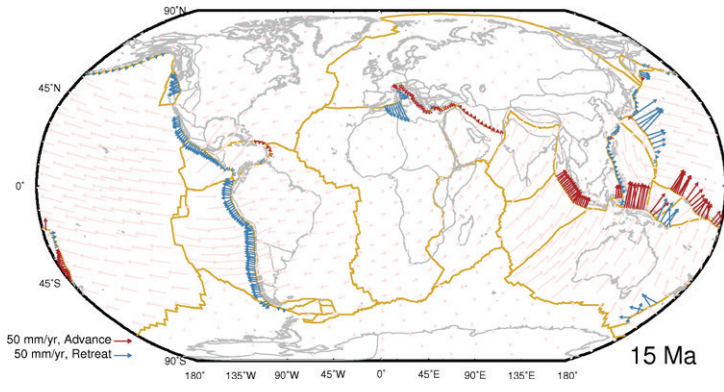 90˚N
45˚N
0˚
45˚S
90˚S
50 mm/yr, Advance
50 mm/yr, Retreat
15 Ma
180˚ 135˚W 90˚W 45˚W 0˚ 45˚E 90˚E 135˚E 180˚